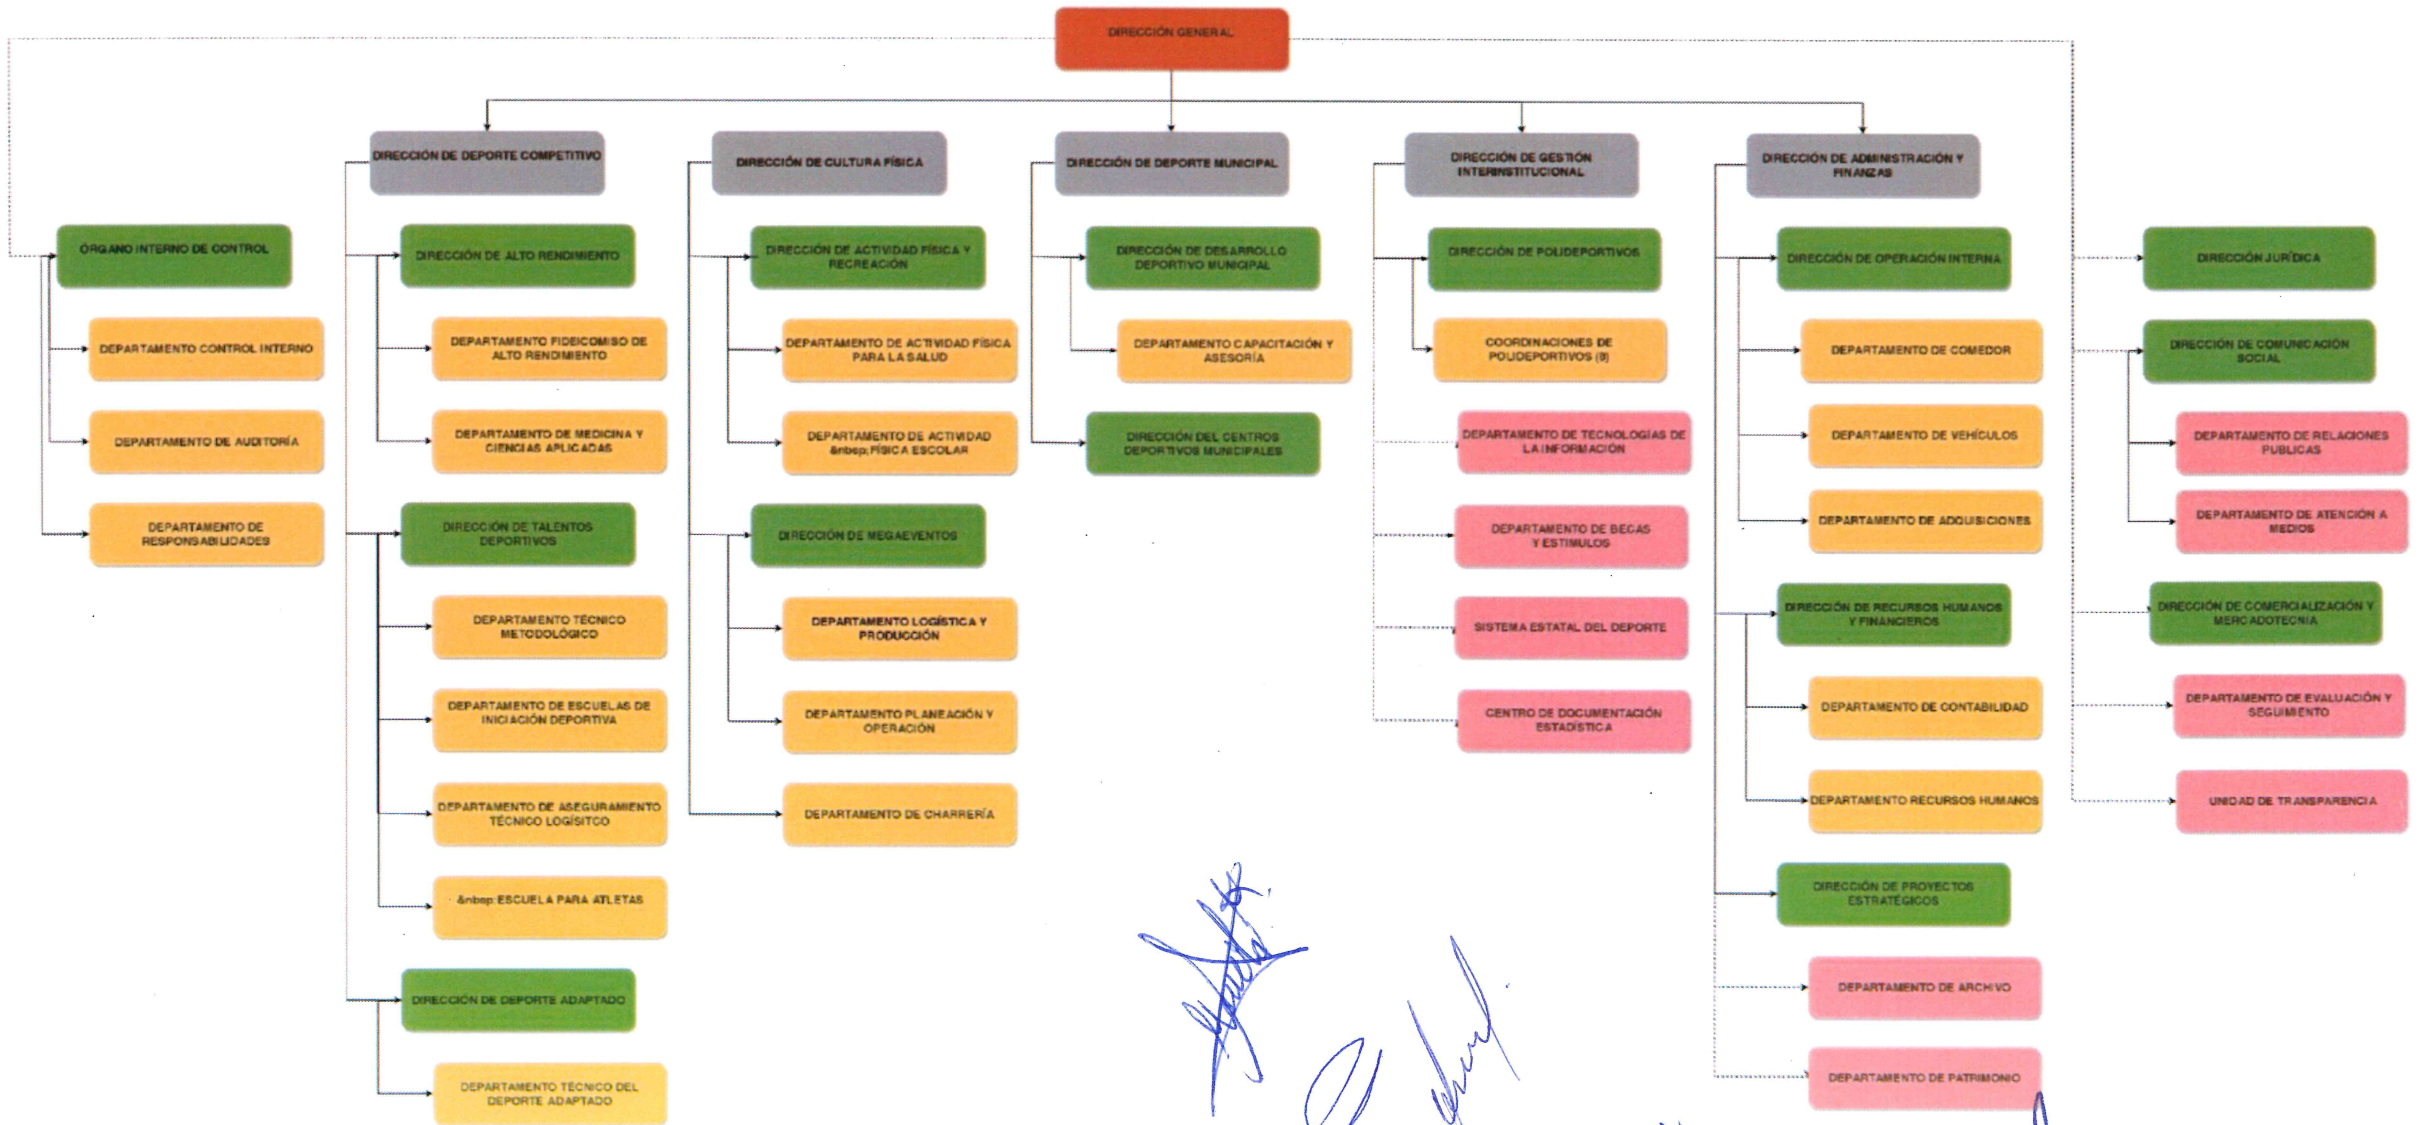 DIRECCIÓN GENERAL
DIRECCIÓN DE DEPORTE COMPETITIVO
DIRECCIÓN DE CULTURA FÍSICA
DIRECCIÓN DE DEPORTE MUNICIPAL
DIRECCIÓN DE GESTIÓN
INTERINSTITUCIONAL
DIRECCIÓN DE ADMINISTRACIÓN Y
FINANZAS
ÓRGANO INTERNO DE CONTROL
DEPARTAMENTO CONTROL INTERNO
DEPARTAMENTO DE AUDITORÍA
DEPARTAMENTO DE
RESPONSABILIDADES
DIRECCIÓN DE ALTO RENDIMIENTO
DEPARTAMENTO FIDEICOMISO DE
ALTO RENDIMIENTO
DEPARTAMENTO DE MEDICINA Y
CIENCIAS APLICADAS
DIRECCIÓN DE TALENTOS
DEPORTIVOS
DEPARTAMENTO TÉCNICO
METODOLÓGICO
DEPARTAMENTO DE ESCUELAS DE
INICIACIÓN DEPORTIVA
DEPARTAMENTO DE ASEGURAMIENTO
TÉCNICO LOGÍSITCO
&nbsp;ESCUELA PARA ATLETAS
DIRECCIÓN DE DEPORTE ADAPTADO
DEPARTAMENTO TÉCNICO DEL
DEPORTE ADAPTADO
DIRECCIÓN DE ACTIVIDAD FÍSICA Y
RECREACIÓN
DEPARTAMENTO DE ACTIVIDAD FÍSICA
PARA LA SALUD
DEPARTAMENTO DE ACTIVIDAD
&nbsp;FÍSICA ESCOLAR
DIRECCIÓN DE MEGAEVENTOS
DEPARTAMENTO LOGÍSTICA Y
PRODUCCIÓN
DEPARTAMENTO PLANEACIÓN Y
OPERACIÓN
DEPARTAMENTO DE CHARRERÍA
DIRECCIÓN DE DESARROLLO
DEPORTIVO MUNICIPAL
DEPARTAMENTO CAPACITACIÓN Y
ASESORÍA
DIRECCIÓN DEL CENTROS
DEPORTIVOS MUNICIPALES
DIRECCIÓN DE POLIDEPORTIVOS
COORDINACIONES DE
POLIDEPORTIVOS
DEPARTAMENTO DE TECNOLOGÍAS DE
LA INFORMACIÓN
DEPARTAMENTO DE BECAS
Y ESTIMULOS
SISTEMA ESTATAL DEL DEPORTE
CENTRO DE DOCUMENTACIÓN
ESTADÍSTICA
DIRECCIÓN DE OPERACIÓN INTERNA
DEPARTAMENTO DE COMEDOR
DEPARTAMENTO DE VEHÍCULOS
DEPARTAMENTO DE ADQUISICIONES
DIRECCIÓN DE RECURSOS HUMANOS
Y FINANCIEROS
DEPARTAMENTO DE CONTABILIDAD
DEPARTAMENTO RECURSOS HUMANOS
DIRECCIÓN DE PROYECTOS
ESTRATÉGICOS
DEPARTAMENTO DE ARCHIVO
DEPARTAMENTO DE PATRIMONIO
DIRECCIÓN JURÍDICA
DIRECCIÓN DE COMUNICACIÓN
SOCIAL
DEPARTAMENTO DE RELACIONES
PUBLICAS
DEPARTAMENTO DE ATENCIÓN A
MEDIOS
DIRECCIÓN DE COMERCIALIZACIÓN Y
MERCADOTECNIA
DEPARTAMENTO DE EVALUACIÓN Y
SEGUIMIENTO
UNIDAD DE TRANSPARENCIA